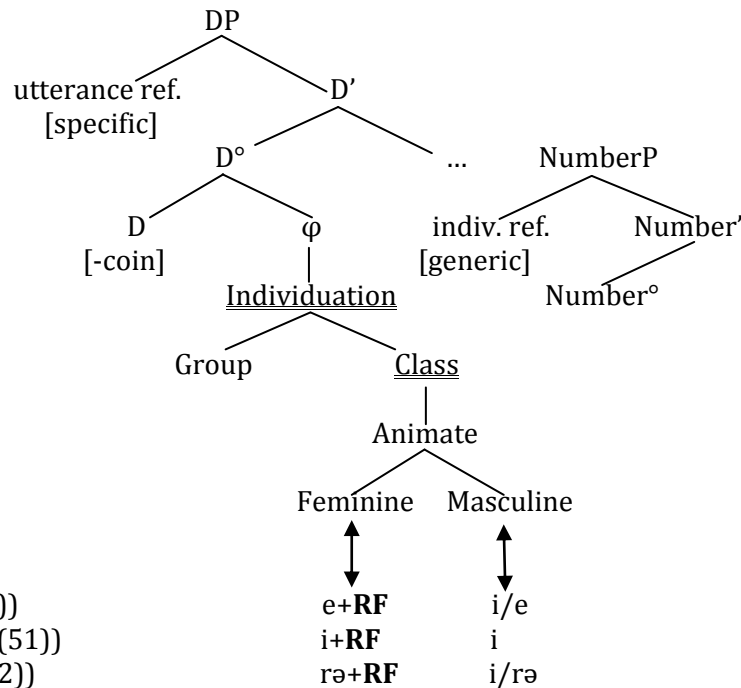 DP
utterance ref. D’
[specific]
D° … NumberP
D φ indiv. ref. Number’
[-coin] [generic]
Individuation Number°
Group Class
Animate
Feminine Masculine
)) e+RF i/e
(51)) i+RF i
2)) rə+RF i/rə